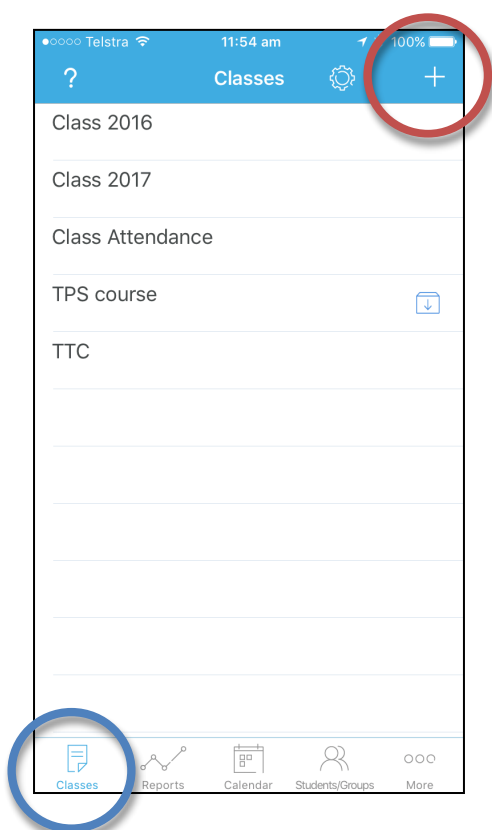 Telstra 11:54 am 100%
? Classes
Class 2016
Class 2017
Class Attendance
TPS course
TTC
Classes Reports Calendar Students/Groups More